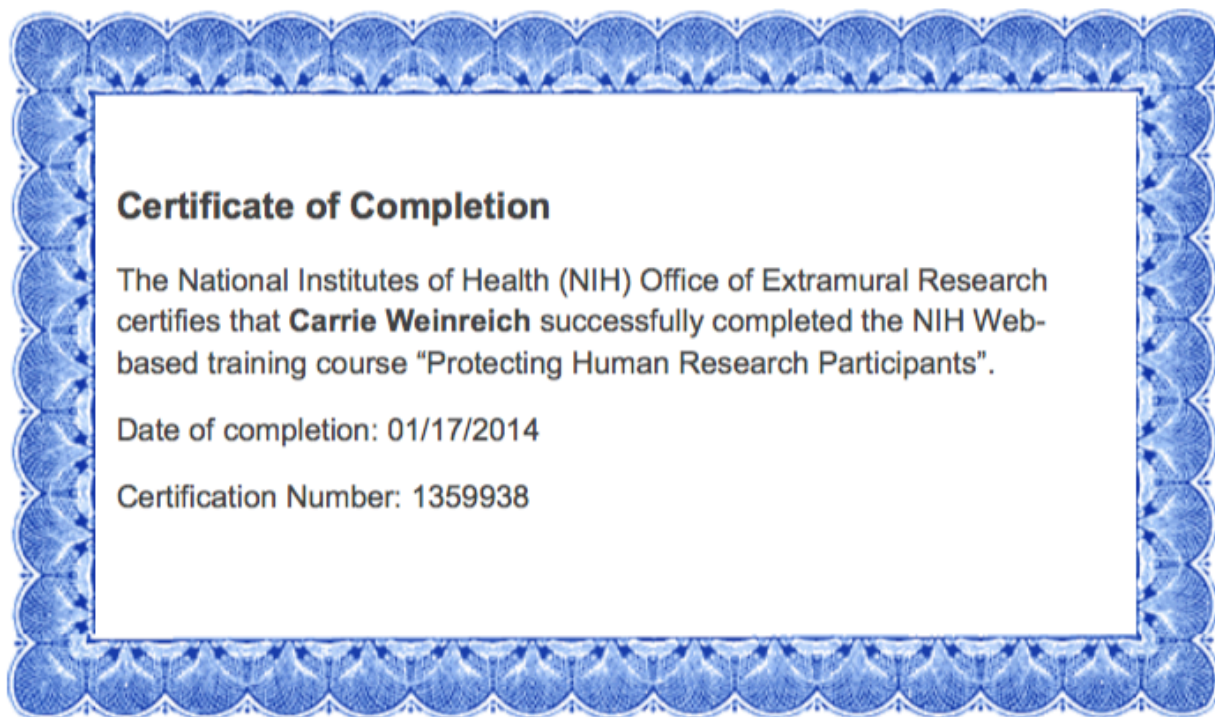 Certificate of Completion
The National Institutes of Health (NIH) Office of Extramural Research
certifies that Carrie Weinreich successfully completed the NIH Web-
based training course “Protecting Human Research Participants”.
Date of completion: 01/17/2014
Certification Number: 1359938